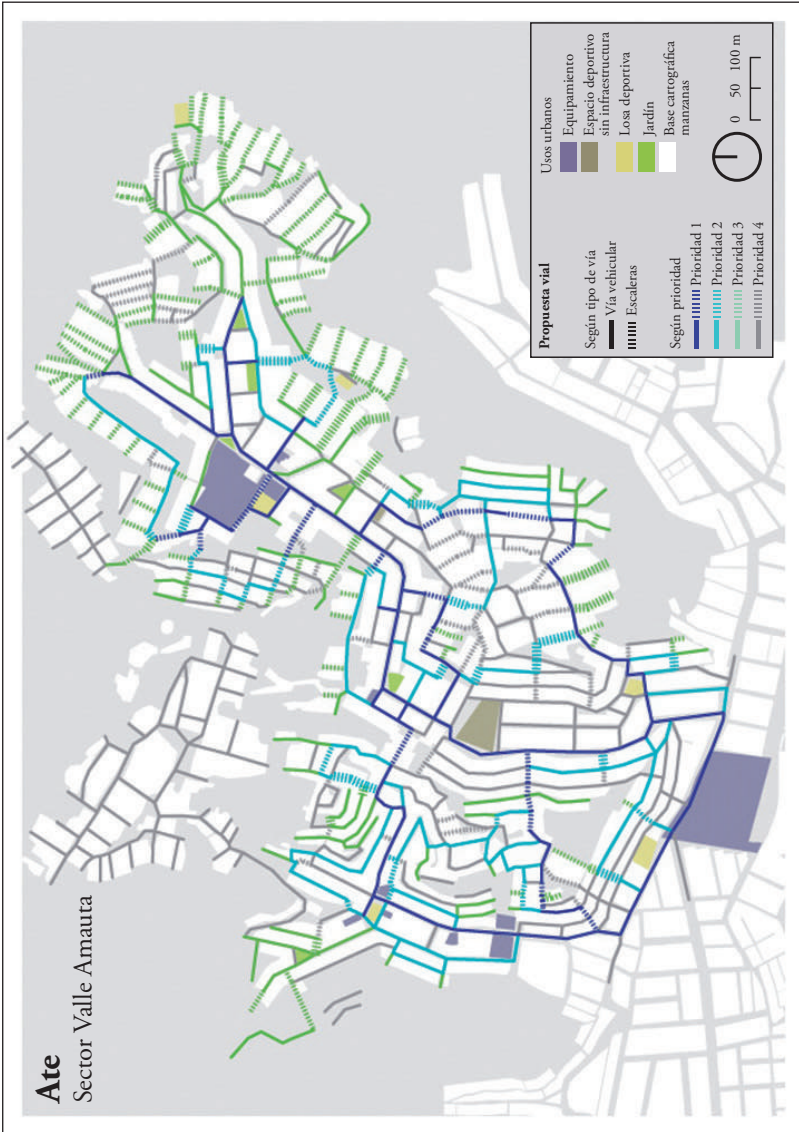 Ate
Sector Valle Amauta
Propuesta vial
Según tipo de vía
Vía vehicular
Escaleras
Según prioridad
Prioridad 1
Prioridad 2
Prioridad 3
Prioridad 4
Usos urbanos
Equipamiento
Espacio deportivo
sin infraestructura
Losa deportiva
Jardín
Base cartográfica
manzanas
0 50 100 m